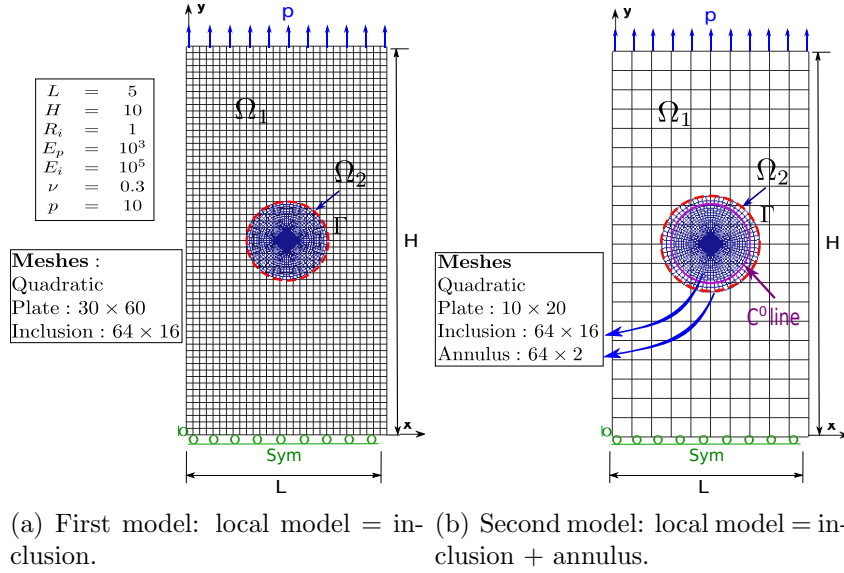 y
p
L = 5
H = 10
R_i = 1
E_p = 10^3
E_i = 10^5
ν = 0.3
p = 10
Ω_1
Ω_2
Γ
H
Meshes :
Quadratic
Plate : 30 × 60
Inclusion : 64 × 16
x
Sym
L
(a) First model: local model = in-
clusion.
y
p
Ω_1
Ω_2
Γ
H
Meshes
Quadratic
Plate : 10 × 20
Inclusion : 64 × 16
Annulus : 64 × 2
C^0 line
x
Sym
L
(b) Second model: local model = in-
clusion + annulus.